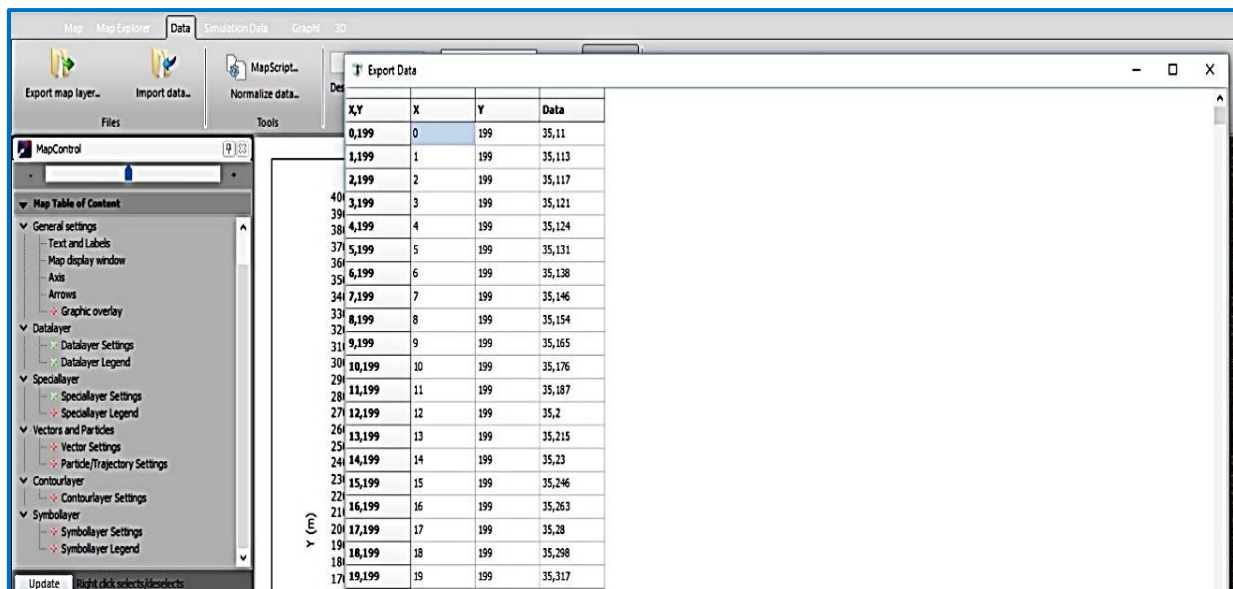 Map Map Explorer Data Simulation Data Graph! 3D
Export map layer... Import data...
MapScript...
Normalize data...
Files Tools
Export Data
MapControl
- +
Map Table of Content
General settings
Text and Labels
Map display window
Axis
Arrows
Graphic overlay
Datalayer
Datalayer Settings
Datalayer Legend
Speciallayer
Speciallayer Settings
Speciallayer Legend
Vectors and Particles
Vector Settings
Particle/Trajectory Settings
Contourlayer
Contourlayer Settings
Symbollayer
Symbollayer Settings
Symbollayer Legend
Update Right click selects/deselects
Y (m)
X,Y X Y Data
0,199 0 199 35,11
1,199 1 199 35,113
2,199 2 199 35,117
3,199 3 199 35,121
4,199 4 199 35,124
5,199 5 199 35,131
6,199 6 199 35,138
7,199 7 199 35,146
8,199 8 199 35,154
9,199 9 199 35,165
10,199 10 199 35,176
11,199 11 199 35,187
12,199 12 199 35,2
13,199 13 199 35,215
14,199 14 199 35,23
15,199 15 199 35,246
16,199 16 199 35,263
17,199 17 199 35,28
18,199 18 199 35,298
19,199 19 199 35,317